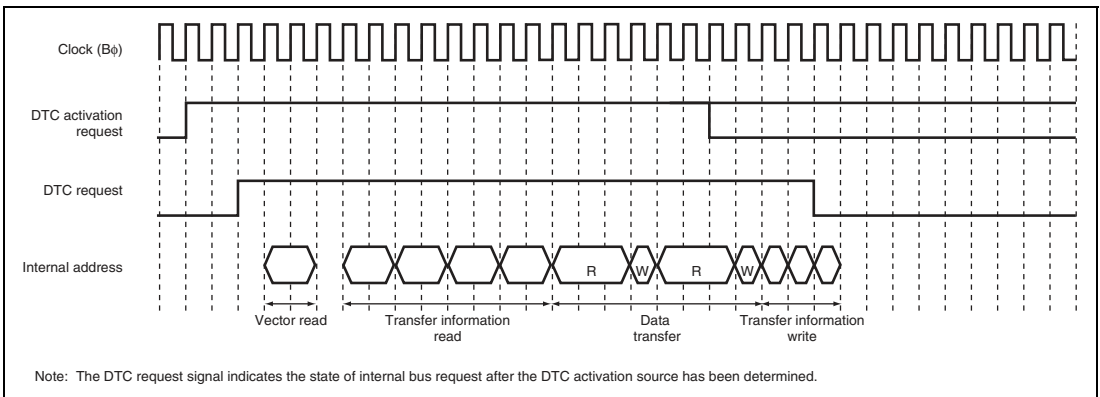 Clock (Bφ)
DTC activation
request
DTC request
Internal address
R
W
R
W
Vector read
Transfer information
read
Data
transfer
Transfer information
write
Note: The DTC request signal indicates the state of internal bus request after the DTC activation source has been determined.